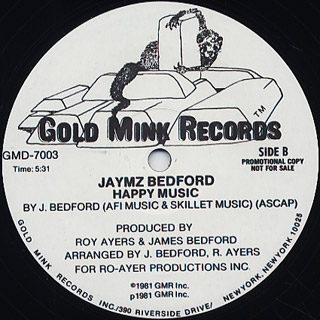 GOLD MINK RECORDS
TM
GMD-7003
SIDE B
Time: 5:31
PROMOTIONAL COPY
NOT FOR SALE
JAYMZ BEDFORD
HAPPY MUSIC
BY J. BEDFORD (AFI MUSIC & SKILLET MUSIC) (ASCAP)
PRODUCED BY
ROY AYERS & JAMES BEDFORD
ARRANGED BY J. BEDFORD, R. AYERS
FOR RO-AYER PRODUCTIONS INC.
©1981 GMR Inc.
p1981 GMR Inc.
GOLD MINK RECORDS INC./390 RIVERSIDE DRIVE/ NEW YORK, NEW YORK 10025